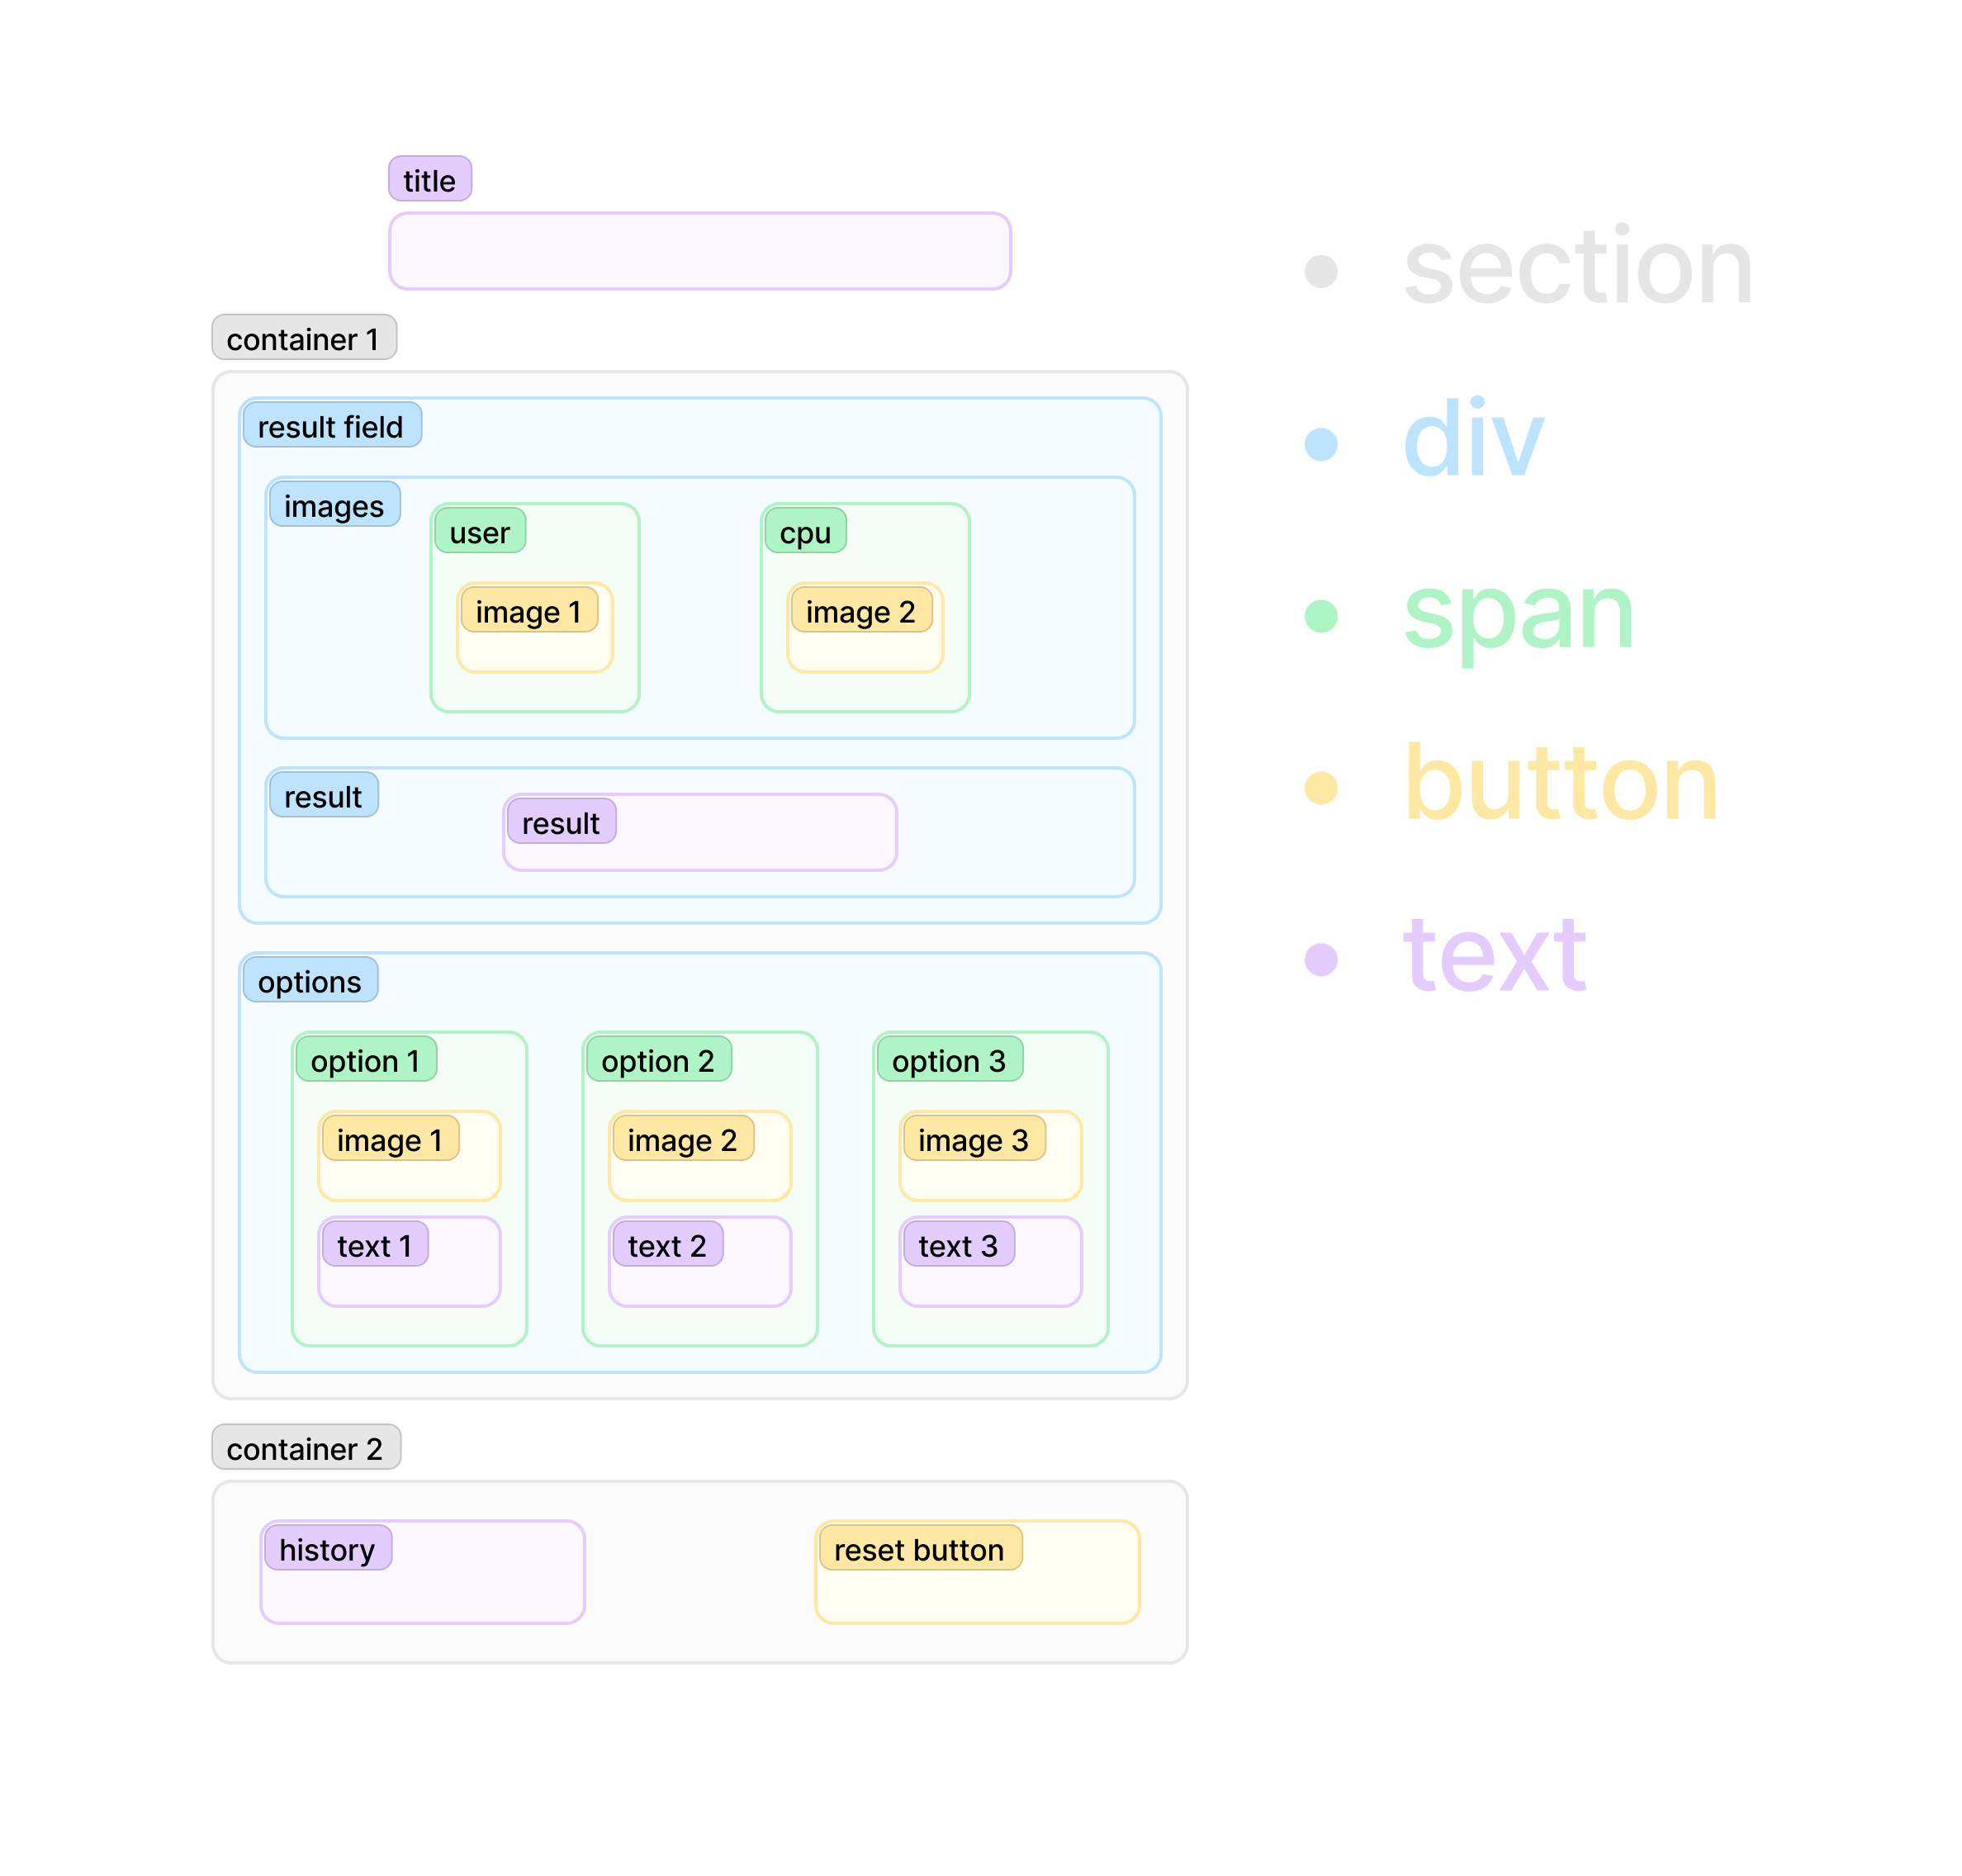 title
container 1
result field
images
user
cpu
image 1
image 2
result
result
options
option 1
option 2
option 3
image 1
image 2
image 3
text 1
text 2
text 3
container 2
history
reset button
• section
• div
• span
• button
• text